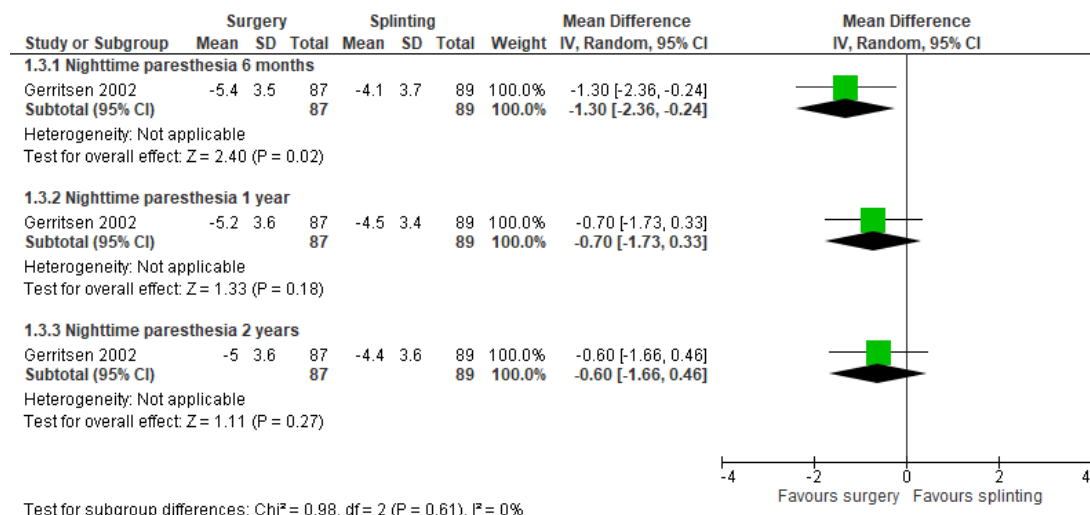 Surgery Splinting Mean Difference Mean Difference
Study or Subgroup Mean SD Total Mean SD Total Weight IV, Random, 95% CI IV, Random, 95% CI
1.3.1 Nighttime paresthesia 6 months
Gerritsen 2002 -5.4 3.5 87 -4.1 3.7 89 100.0% -1.30 [-2.36, -0.24]
Subtotal (95% CI) 87 89 100.0% -1.30 [-2.36, -0.24]
Heterogeneity: Not applicable
Test for overall effect: Z = 2.40 (P = 0.02)
1.3.2 Nighttime paresthesia 1 year
Gerritsen 2002 -5.2 3.6 87 -4.5 3.4 89 100.0% -0.70 [-1.73, 0.33]
Subtotal (95% CI) 87 89 100.0% -0.70 [-1.73, 0.33]
Heterogeneity: Not applicable
Test for overall effect: Z = 1.33 (P = 0.18)
1.3.3 Nighttime paresthesia 2 years
Gerritsen 2002 -5 3.6 87 -4.4 3.6 89 100.0% -0.60 [-1.66, 0.46]
Subtotal (95% CI) 87 89 100.0% -0.60 [-1.66, 0.46]
Heterogeneity: Not applicable
Test for overall effect: Z = 1.11 (P = 0.27)
-4 -2 0 2 4
Favours surgery Favours splinting
Test for subgroup differences: Chi² = 0.98, df = 2 (P = 0.61), I² = 0%